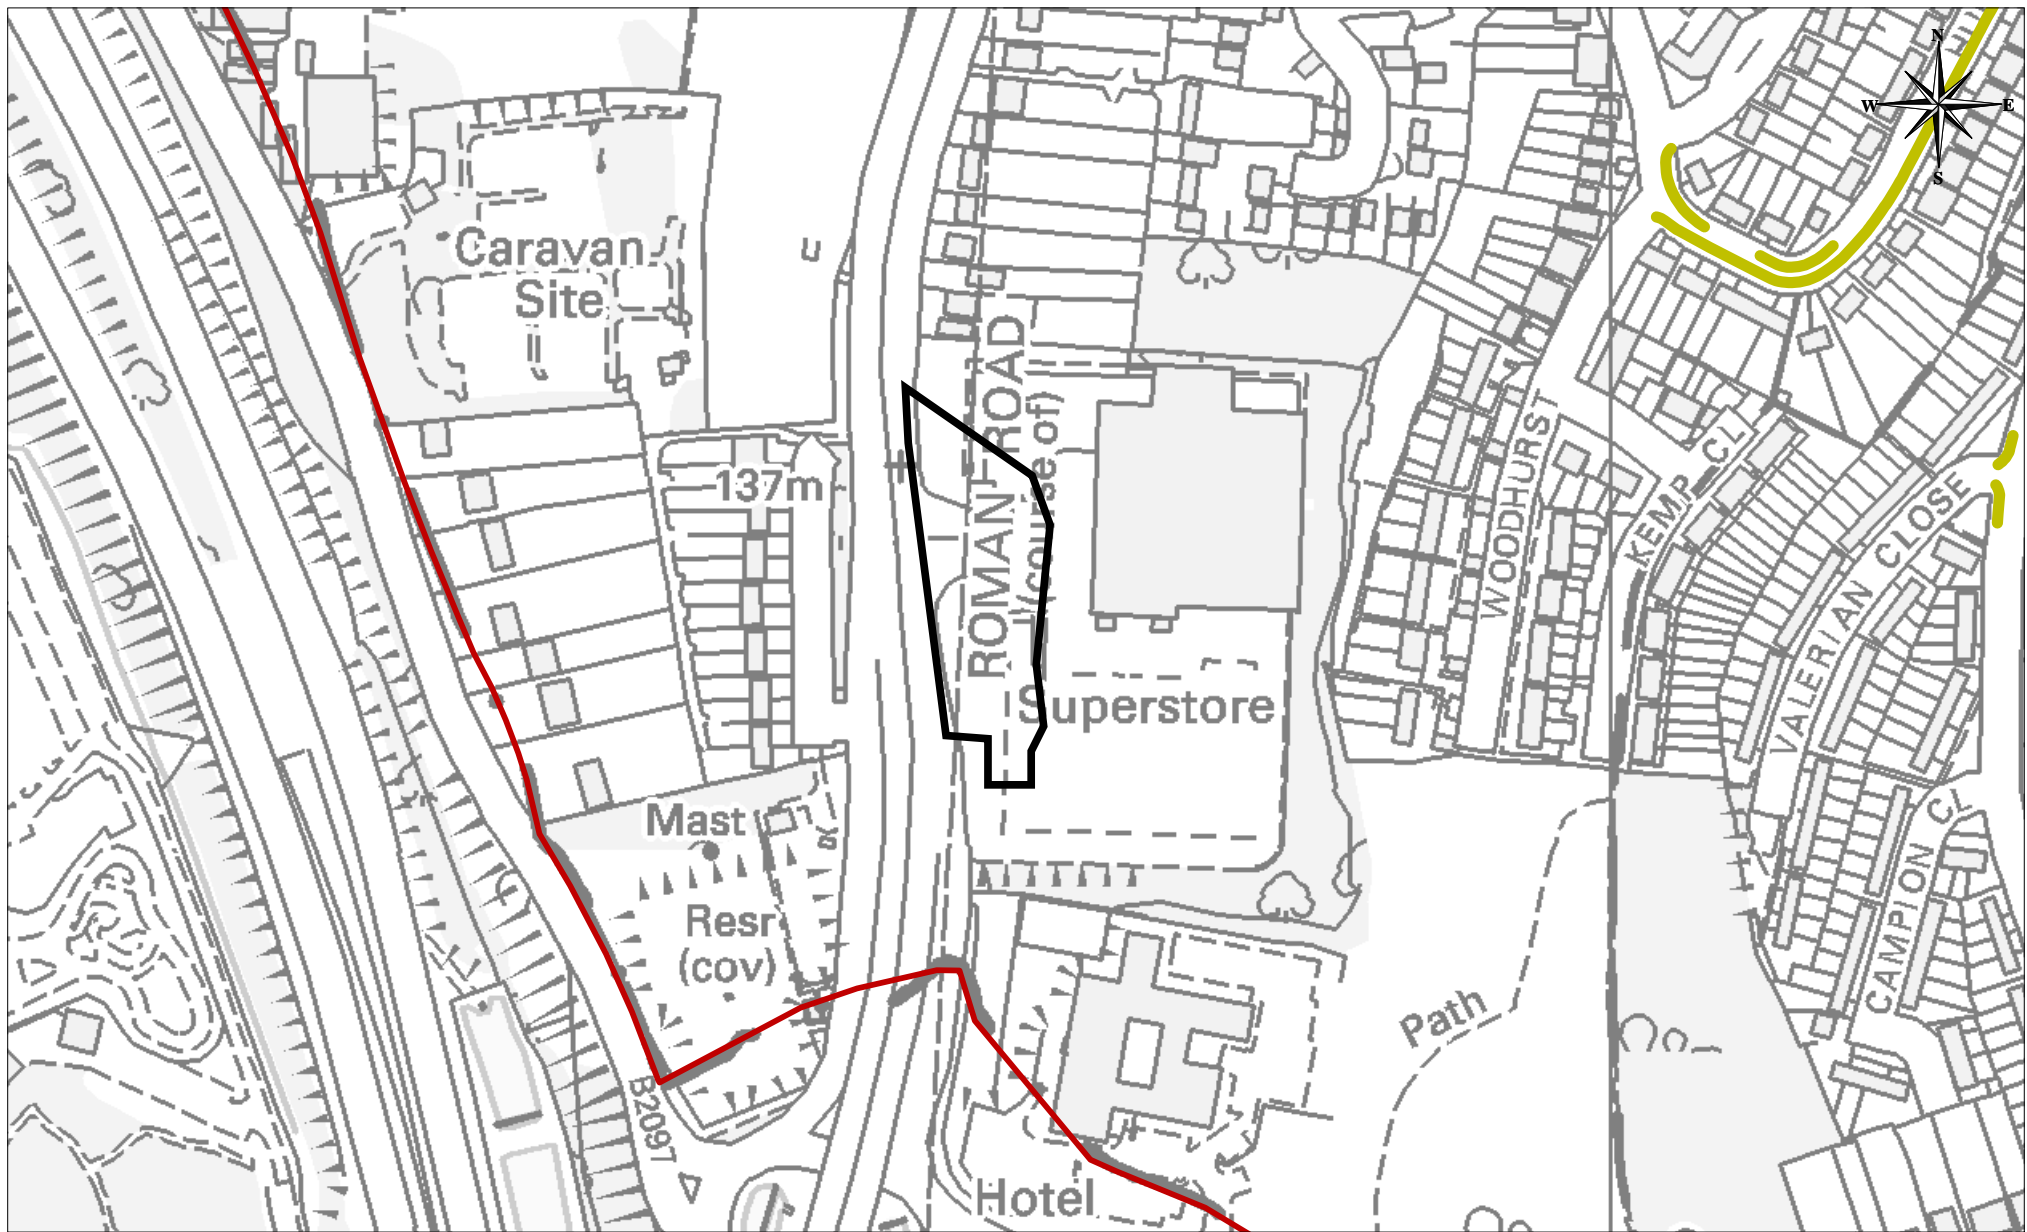 N
W E
S
Caravan
Site
ROMAN ROAD
(course of)
137m
WOODHURST
KEMP CL
VALERIAN CLOSE
Superstore
Mast
CAMPION CL
Resr
(cov)
Path
B2097
Hotel